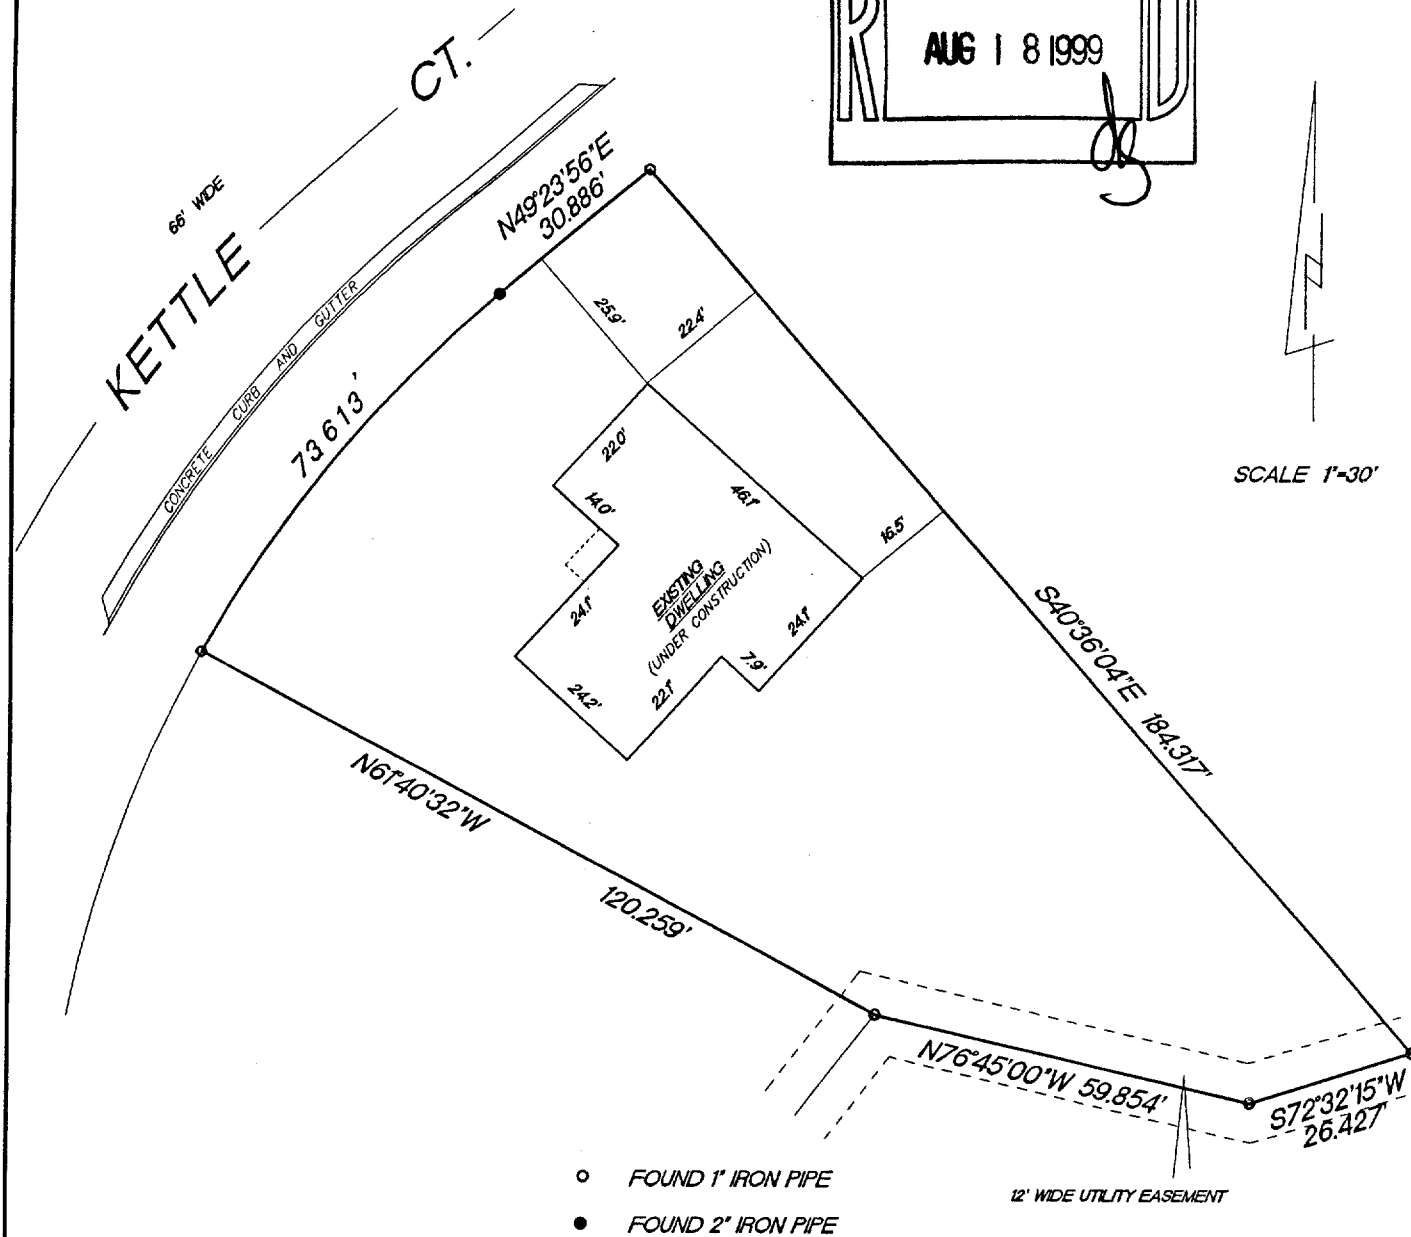 R D
AUG 18 1999
db
KETTLE CT.
66' WIDE
CONCRETE CURB AND GUTTER
N49°23'56"E
30.886'
73.613'
25.9'
22.4'
22.0'
14.0'
46.1'
16.5'
24.1'
EXISTING
DWELLING
(UNDER CONSTRUCTION)
24.1'
7.9'
22.1'
24.2'
SCALE 1"=30'
S40°36'04"E 184.317'
N61°40'32"W
120.259'
N76°45'00"W 59.854'
S72°32'15"W
26.427'
12' WIDE UTILITY EASEMENT
FOUND 1" IRON PIPE
FOUND 2" IRON PIPE